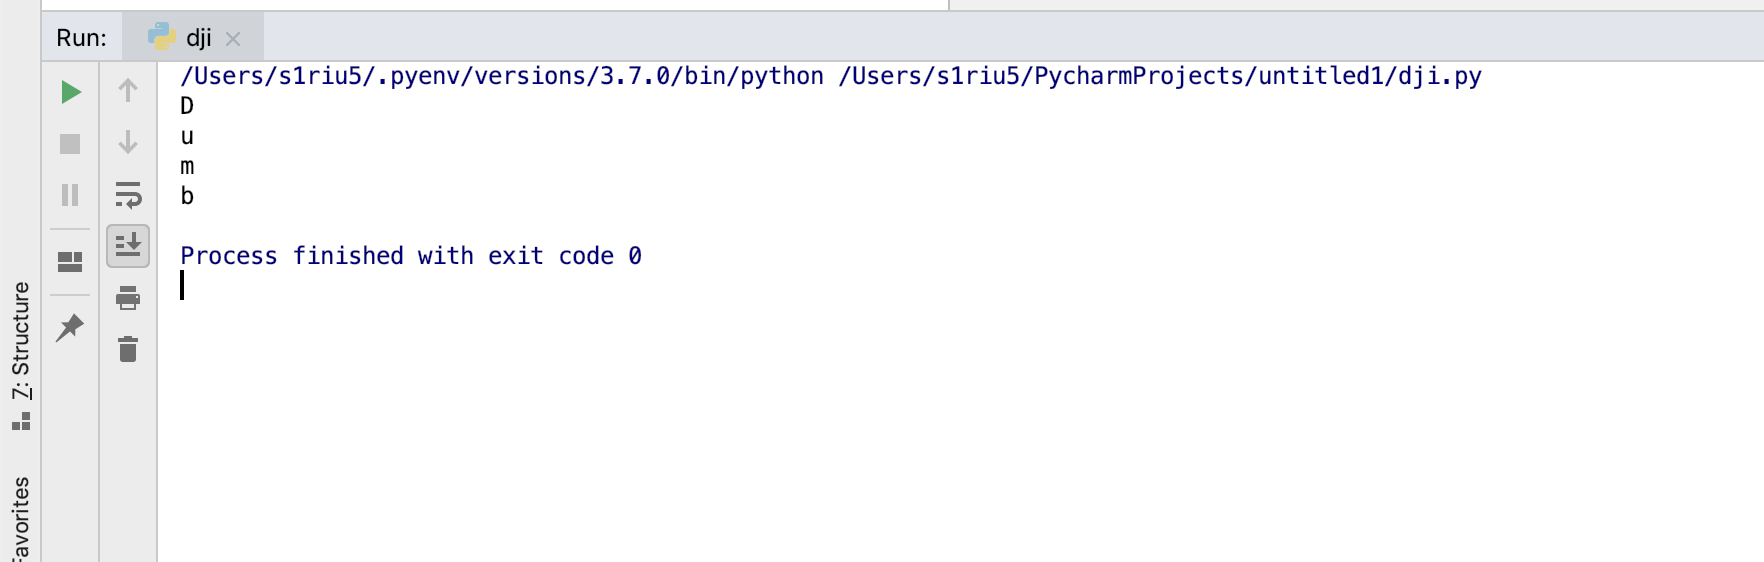 Run: dji
/Users/s1riu5/.pyenv/versions/3.7.0/bin/python /Users/s1riu5/PycharmProjects/untitled1/dji.py
D
u
m
b
Process finished with exit code 0
7: Structure
Favorites